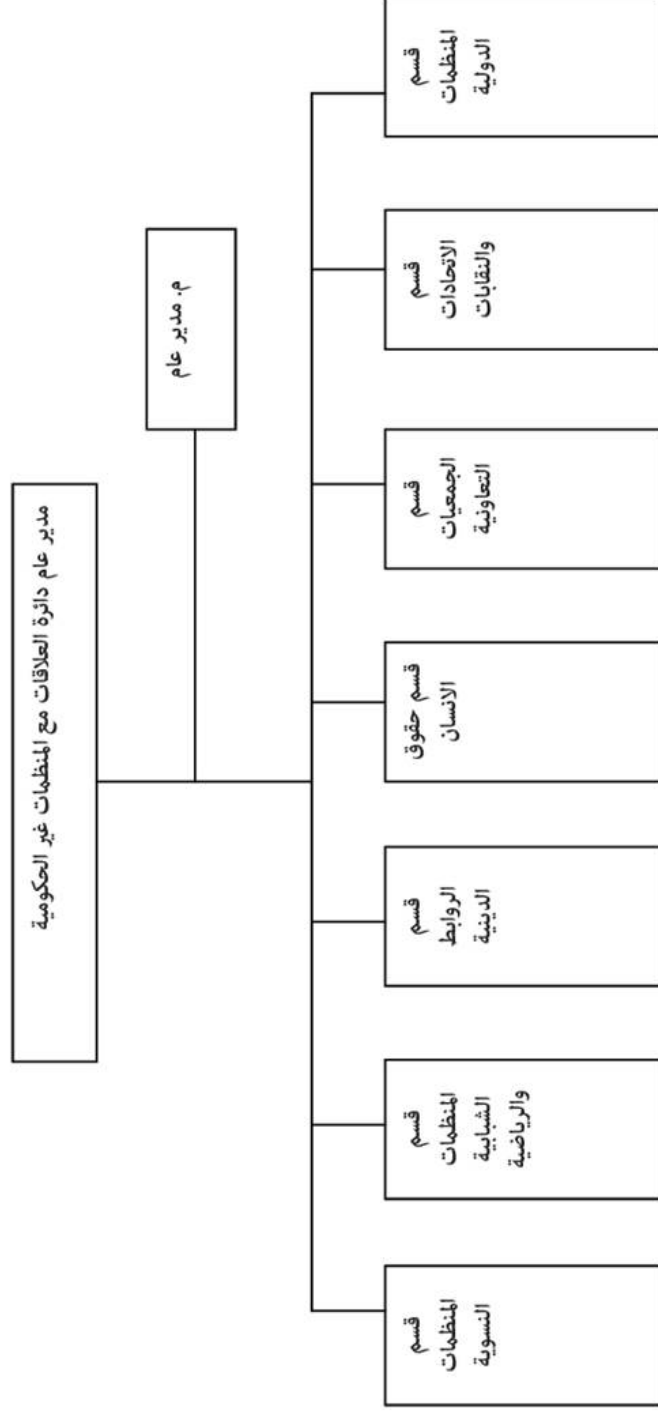 مدير عام دائرة العلاقات مع المنظمات غير الحكومية
م. مدير عام
قسم
المنظمات
الدولية
قسم
الاتحادات
والنقابات
قسم
الجمعيات
التعاونية
قسم حقوق
الانسان
قسم
الروابط
الدينية
قسم
المنظمات
الشبابية
والرياضية
قسم
المنظمات
النسوية